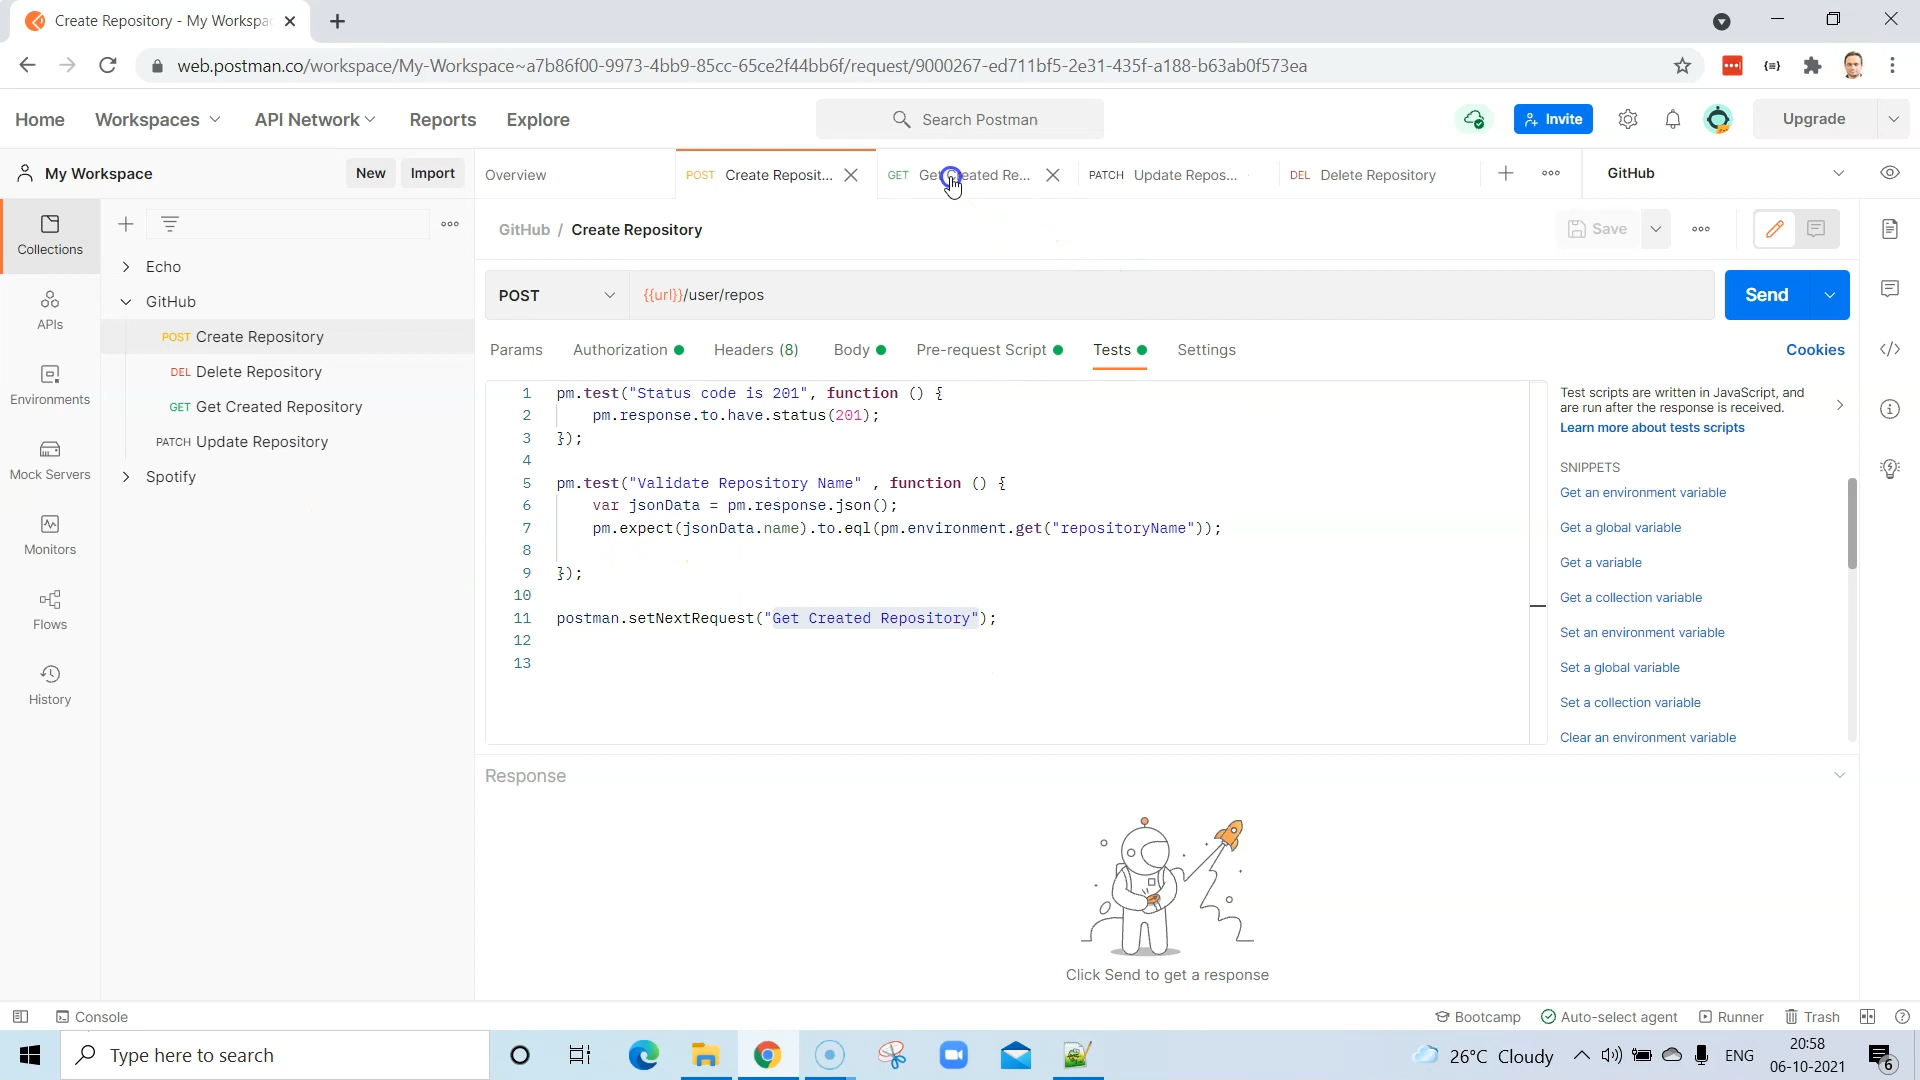 Create Repository - My Workspa
web.postman.co/workspace/My-Workspace~a7b86f00-9973-4bb9-85cc-65ce2f44bb6f/request/9000267-ed711bf5-2e31-435f-a188-b63ab0f573ea
Home Workspaces API Network Reports Explore Search Postman Invite Upgrade
My Workspace New Import Overview POST Create Reposit... GET Get Created Re... PATCH Update Repos... DEL Delete Repository GitHub
Collections
APIs
Environments
Mock Servers
Monitors
Flows
History
Echo
GitHub
POST Create Repository
DEL Delete Repository
GET Get Created Repository
PATCH Update Repository
Spotify
GitHub / Create Repository Save
POST {{url}}/user/repos Send
Params Authorization Headers (8) Body Pre-request Script Tests Settings Cookies
1 pm.test("Status code is 201", function () {
2 pm.response.to.have.status(201);
3 });
4
5 pm.test("Validate Repository Name" , function () {
6 var jsonData = pm.response.json();
7 pm.expect(jsonData.name).to.eql(pm.environment.get("repositoryName"));
8
9 });
10
11 postman.setNextRequest("Get Created Repository");
12
13
Test scripts are written in JavaScript, and
are run after the response is received.
Learn more about tests scripts
SNIPPETS
Get an environment variable
Get a global variable
Get a variable
Get a collection variable
Set an environment variable
Set a global variable
Set a collection variable
Clear an environment variable
Response
Click Send to get a response
Console Bootcamp Auto-select agent Runner Trash
Type here to search 26°C Cloudy ENG 20:58
06-10-2021 6